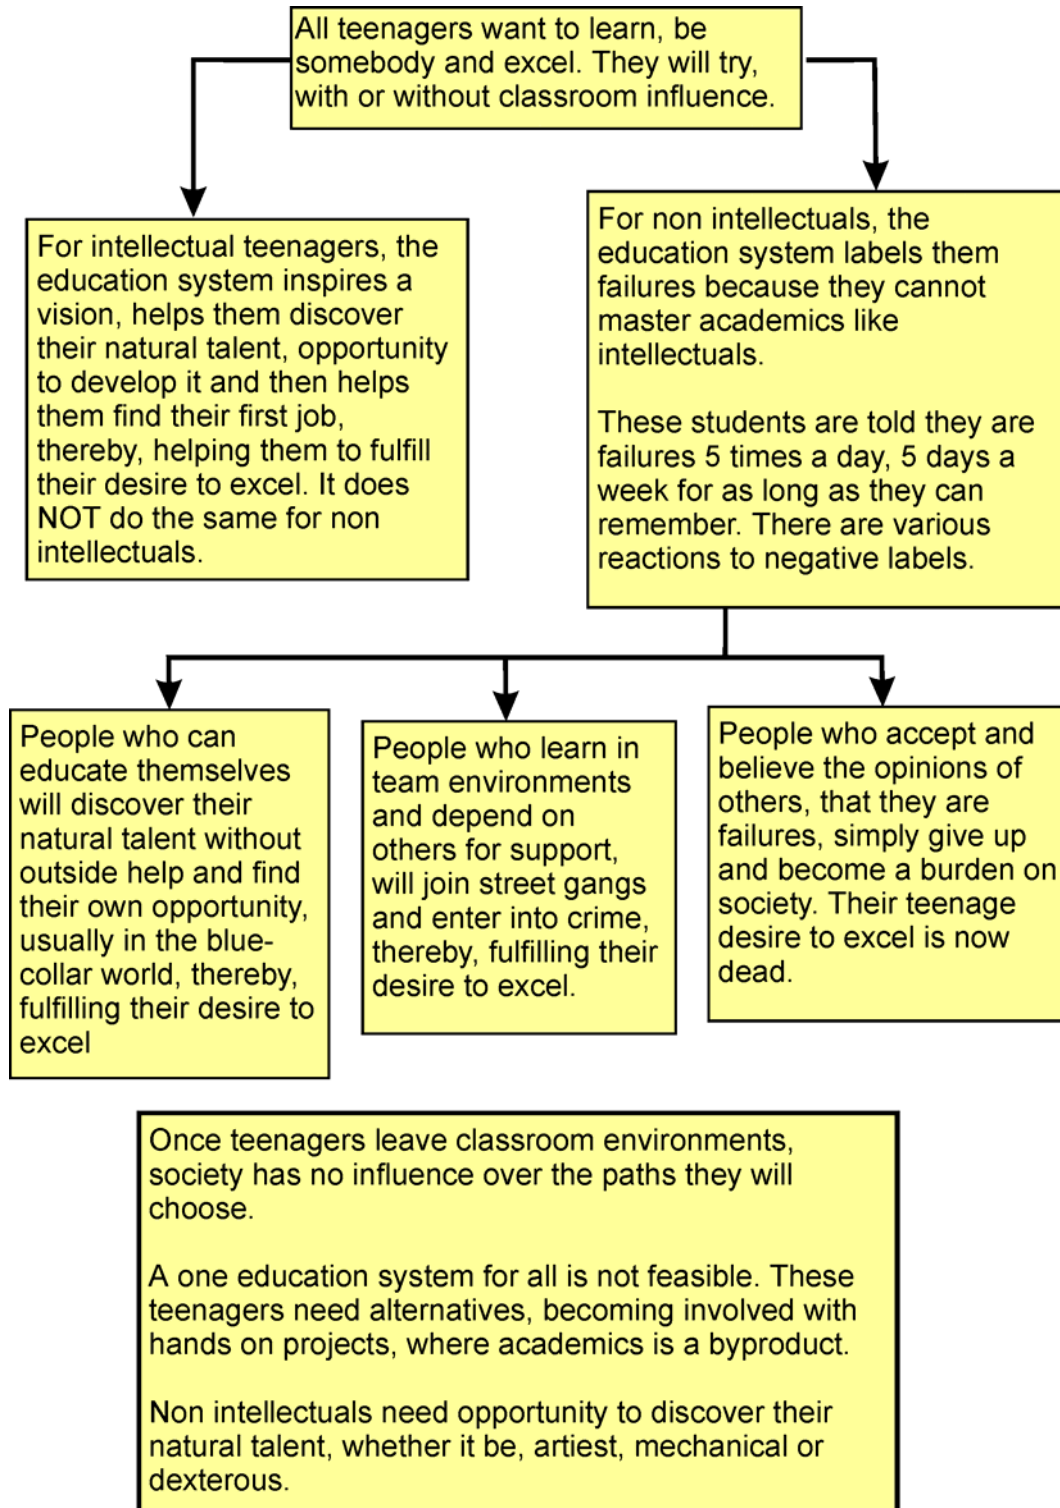 All teenagers want to learn, be
somebody and excel. They will try,
with or without classroom influence.
For intellectual teenagers, the
education system inspires a
vision, helps them discover
their natural talent, opportunity
to develop it and then helps
them find their first job,
thereby, helping them to fulfill
their desire to excel. It does
NOT do the same for non
intellectuals.
For non intellectuals, the
education system labels them
failures because they cannot
master academics like
intellectuals.
These students are told they are
failures 5 times a day, 5 days a
week for as long as they can
remember. There are various
reactions to negative labels.
People who can
educate themselves
will discover their
natural talent without
outside help and find
their own opportunity,
usually in the blue-
collar world, thereby,
fulfilling their desire to
excel
People who learn in
team environments
and depend on
others for support,
will join street gangs
and enter into crime,
thereby, fulfilling their
desire to excel.
People who accept and
believe the opinions of
others, that they are
failures, simply give up
and become a burden on
society. Their teenage
desire to excel is now
dead.
Once teenagers leave classroom environments,
society has no influence over the paths they will
choose.
A one education system for all is not feasible. These
teenagers need alternatives, becoming involved with
hands on projects, where academics is a byproduct.
Non intellectuals need opportunity to discover their
natural talent, whether it be, artiest, mechanical or
dexterous.